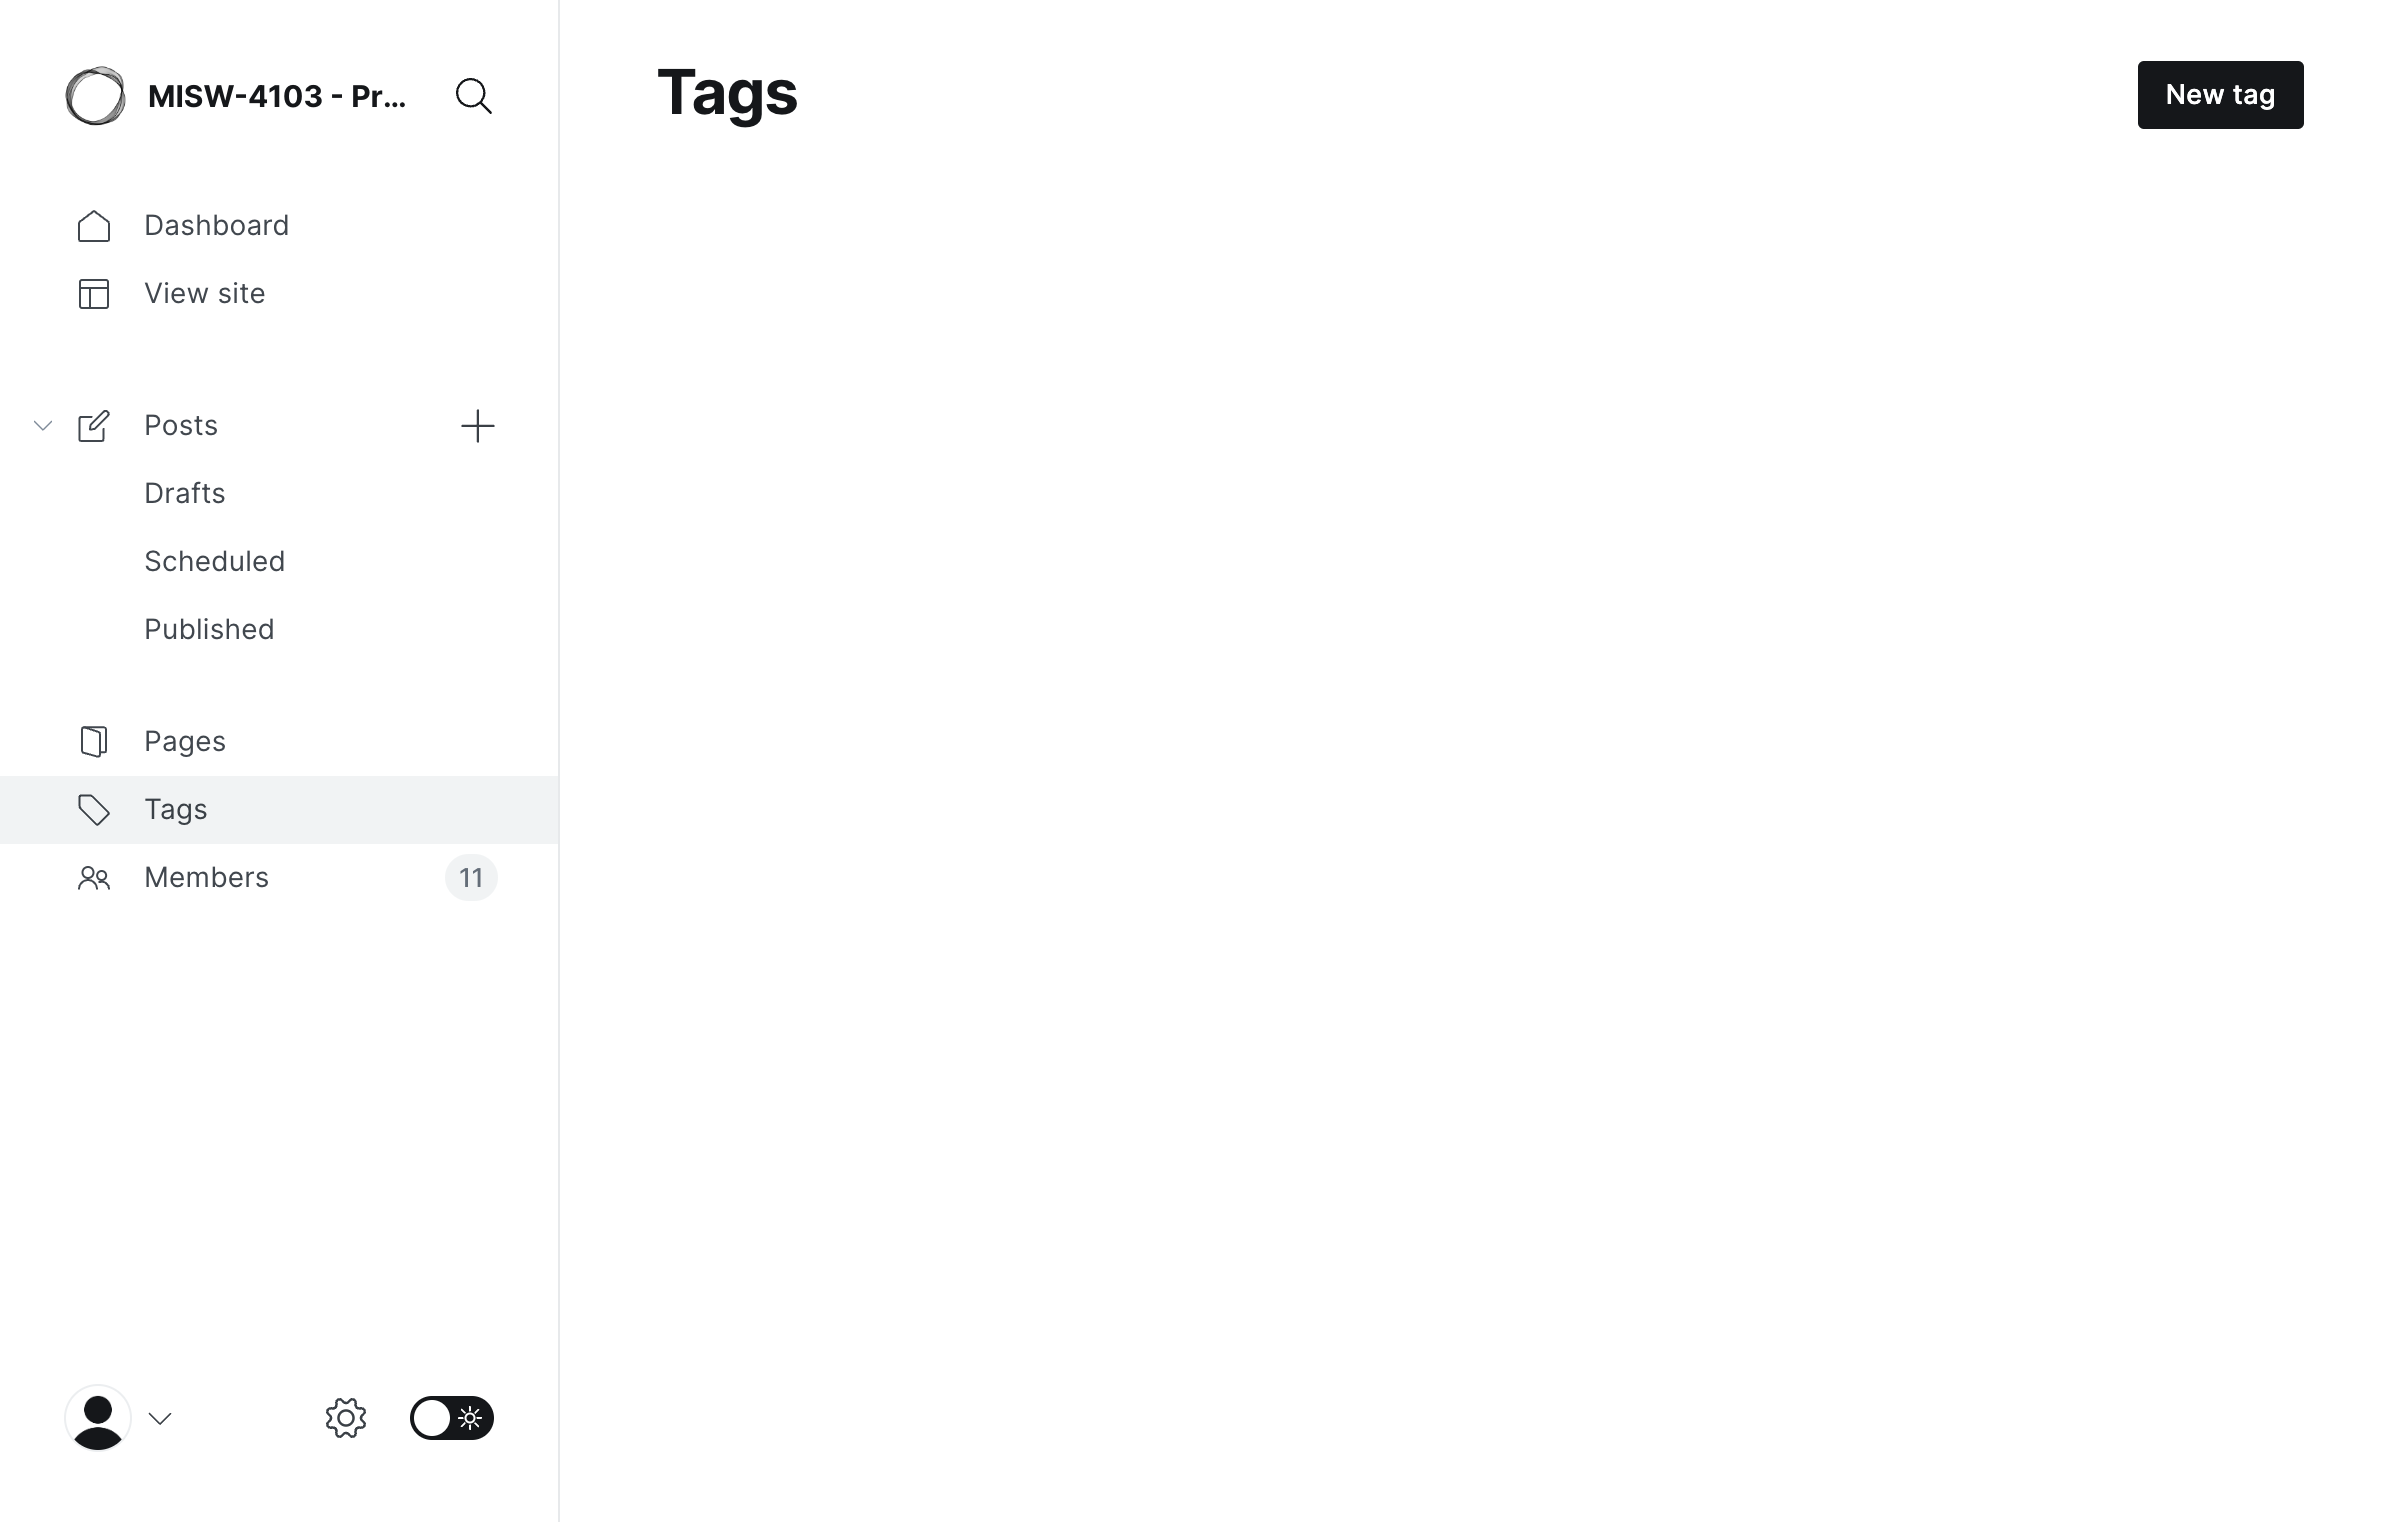 MISW-4103 - Pr...
Dashboard
View site
Posts
Drafts
Scheduled
Published
Pages
Tags
Members
11
Tags
New tag